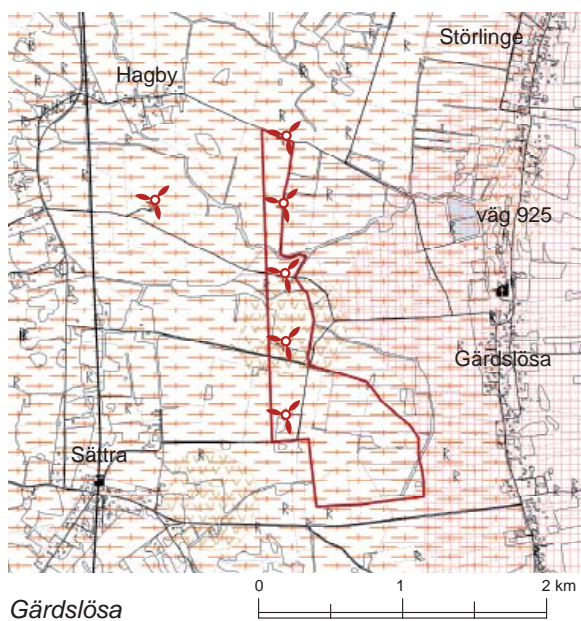 Störlinge
Hagby
väg 925
Gärdslösa
Sättra
Gärdslösa
0 1 2 km